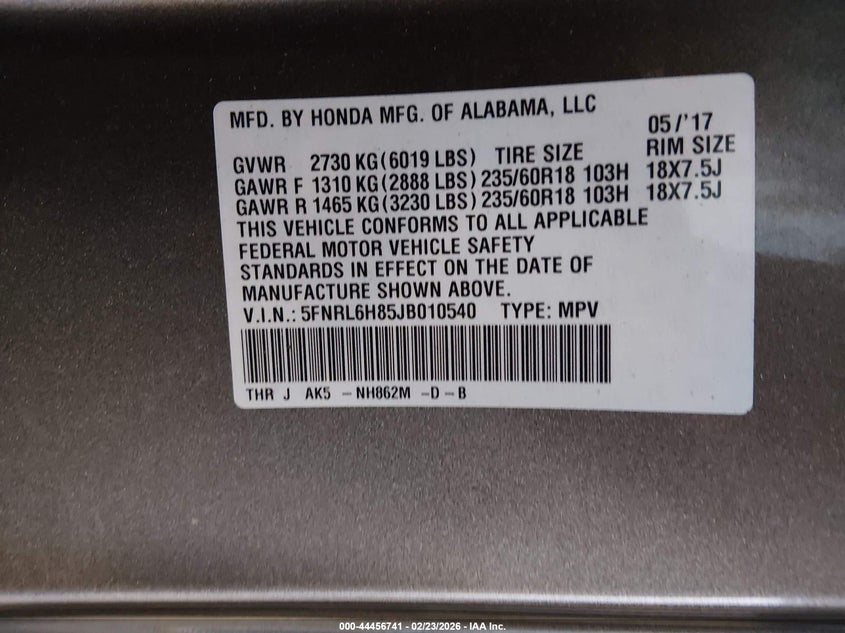 MFD. BY HONDA MFG. OF ALABAMA, LLC
05/'17
GVWR 2730 KG(6019 LBS) TIRE SIZE RIM SIZE
GAWR F 1310 KG(2888 LBS) 235/60R18 103H 18X7.5J
GAWR R 1465 KG(3230 LBS) 235/60R18 103H 18X7.5J
THIS VEHICLE CONFORMS TO ALL APPLICABLE
FEDERAL MOTOR VEHICLE SAFETY
STANDARDS IN EFFECT ON THE DATE OF
MANUFACTURE SHOWN ABOVE.
V.I.N.: 5FNRL6H85JB010540 TYPE: MPV
THR J AK5 -NH862M -D-B
000-44456741 - 02/23/2026 - IAA Inc.